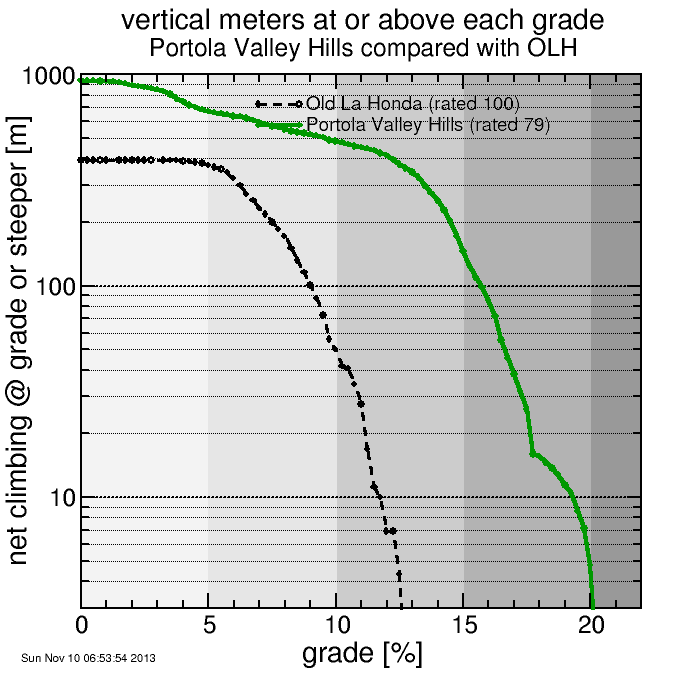 vertical meters at or above each grade
Portola Valley Hills compared with OLH
net climbing @ grade or steeper [m]
1000
100
10
Old La Honda (rated 100)
Portola Valley Hills (rated 79)
0 5 10 15 20
grade [%]
Sun Nov 10 06:53:54 2013